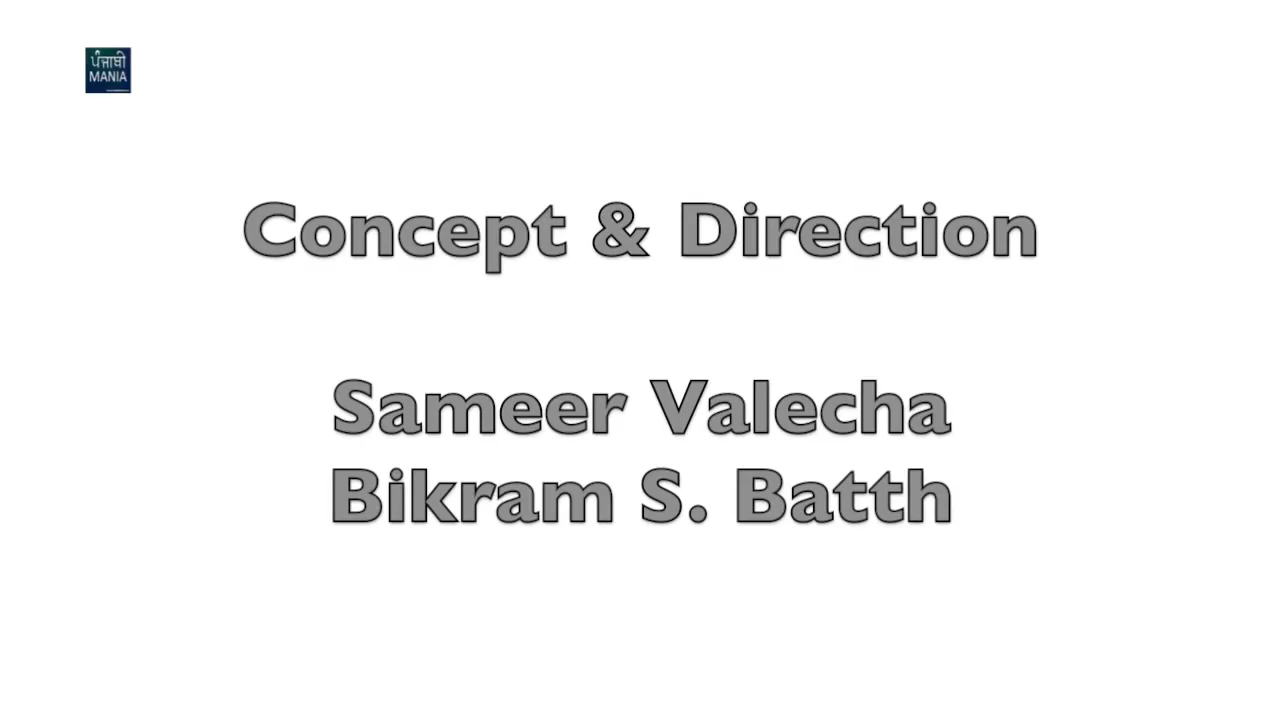 ਪੰਜਾਬੀ
MANIA
Concept & Direction
Sameer Valecha
Bikram S. Batth